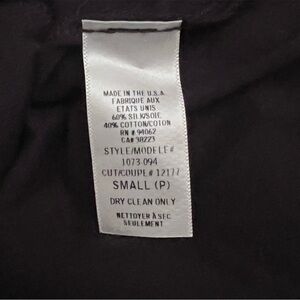 MADE IN THE U.S.A.
FABRIQUE AUX
ETATS UNIS
60% SILK/SOIE
40% COTTON/COTON
RN # 94062
CA# 38223
STYLE/MODELE#
1073-094
CUT/COUPE# 12177
SMALL (P)
DRY CLEAN ONLY
NETTOYER À SEC
SEULEMENT